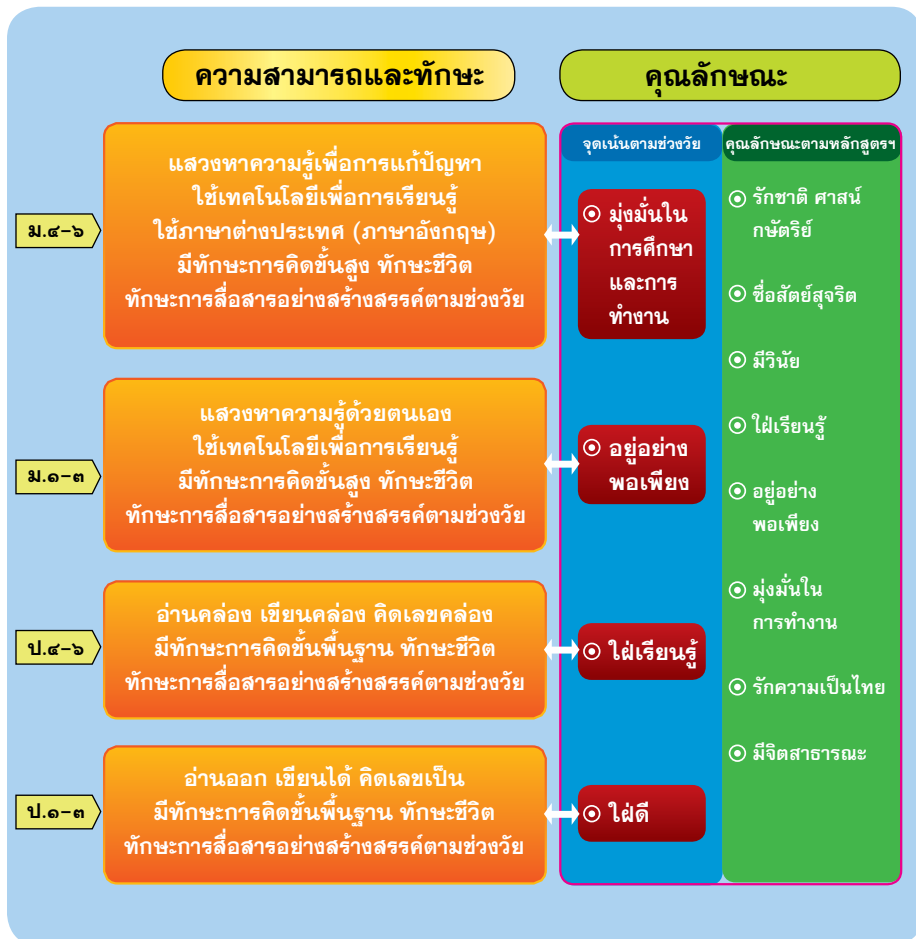 ความสามารถและทักษะ
คุณลักษณะ
จุดเน้นตามช่วงวัย
คุณลักษณะตามหลักสูตรฯ
ม.๔-๖
แสวงหาความรู้เพื่อการแก้ปัญหา
ใช้เทคโนโลยีเพื่อการเรียนรู้
ใช้ภาษาต่างประเทศ (ภาษาอังกฤษ)
มีทักษะการคิดขั้นสูง ทักษะชีวิต
ทักษะการสื่อสารอย่างสร้างสรรค์ตามช่วงวัย
มุ่งมั่นใน
การศึกษา
และการ
ทำงาน
ม.๑-๓
แสวงหาความรู้ด้วยตนเอง
ใช้เทคโนโลยีเพื่อการเรียนรู้
มีทักษะการคิดขั้นสูง ทักษะชีวิต
ทักษะการสื่อสารอย่างสร้างสรรค์ตามช่วงวัย
อยู่อย่าง
พอเพียง
ป.๔-๖
อ่านคล่อง เขียนคล่อง คิดเลขคล่อง
มีทักษะการคิดขั้นพื้นฐาน ทักษะชีวิต
ทักษะการสื่อสารอย่างสร้างสรรค์ตามช่วงวัย
ใฝ่เรียนรู้
ป.๑-๓
อ่านออก เขียนได้ คิดเลขเป็น
มีทักษะการคิดขั้นพื้นฐาน ทักษะชีวิต
ทักษะการสื่อสารอย่างสร้างสรรค์ตามช่วงวัย
ใฝ่ดี
รักชาติ ศาสน์
กษัตริย์
ซื่อสัตย์สุจริต
มีวินัย
ใฝ่เรียนรู้
อยู่อย่าง
พอเพียง
มุ่งมั่นใน
การทำงาน
รักความเป็นไทย
มีจิตสาธารณะ